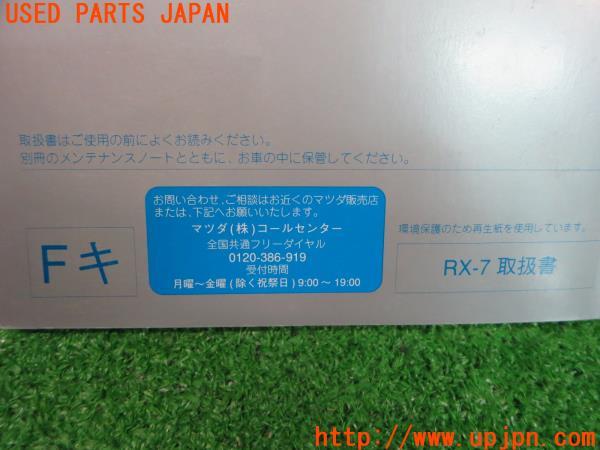 USED PARTS JAPAN
取扱書はご使用の前によくお読みください。
別冊のメンテナンスノートとともに、お車の中に保管してください。
お問い合わせ、ご相談はお近くのマツダ販売店
または、下記へお願いいたします。
マツダ(株)コールセンター
全国共通フリーダイヤル
0120-386-919
受付時間
月曜〜金曜(除く祝祭日)9:00〜19:00
Fキ
環境保護のため再生紙を使用しています。
RX-7 取扱書
http://www.upjpn.com